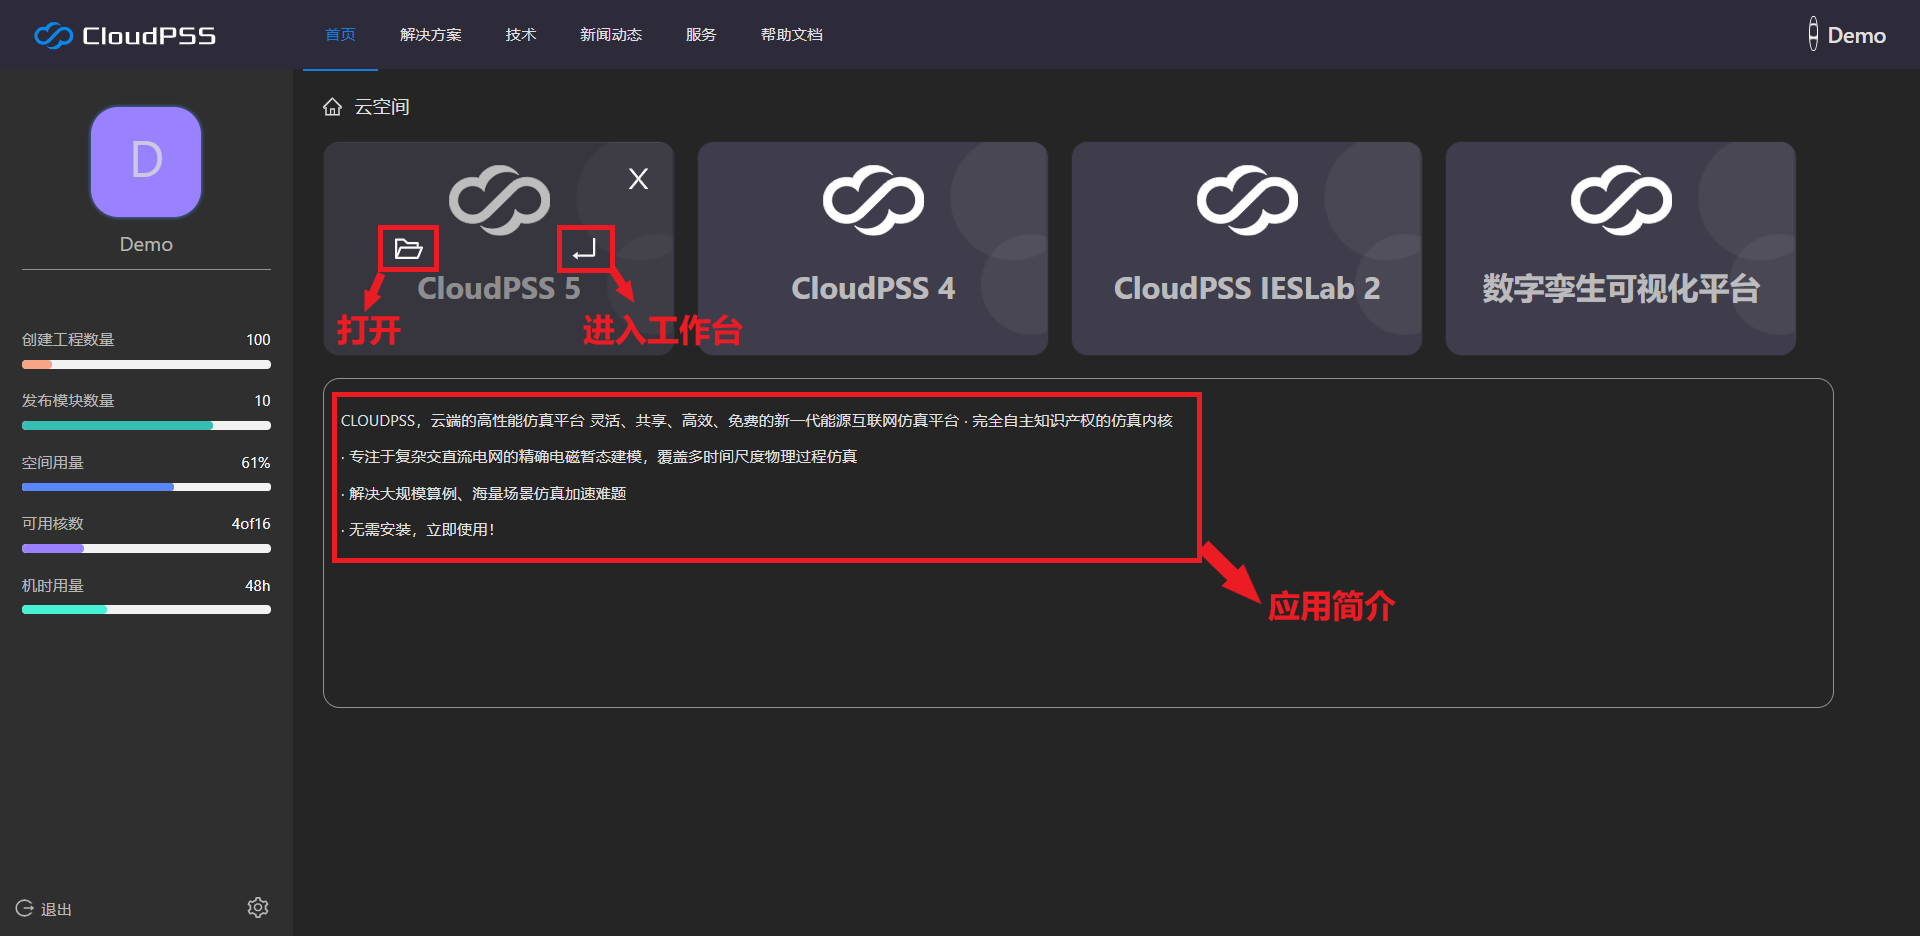 CloudPSS
首页 解决方案 技术 新闻动态 服务 帮助文档
Demo
D
Demo
创建工程数量 100
发布模块数量 10
空间用量 61%
可用核数 4of16
机时用量 48h
退出
云空间
X
CloudPSS 5
打开
进入工作台
CloudPSS 4
CloudPSS IESLab 2
数字孪生可视化平台
CLOUDPSS，云端的高性能仿真平台 灵活、共享、高效、免费的新一代能源互联网仿真平台 · 完全自主知识产权的仿真内核
· 专注于复杂交直流电网的精确电磁暂态建模，覆盖多时间尺度物理过程仿真
· 解决大规模算例、海量场景仿真加速难题
· 无需安装，立即使用！
应用简介